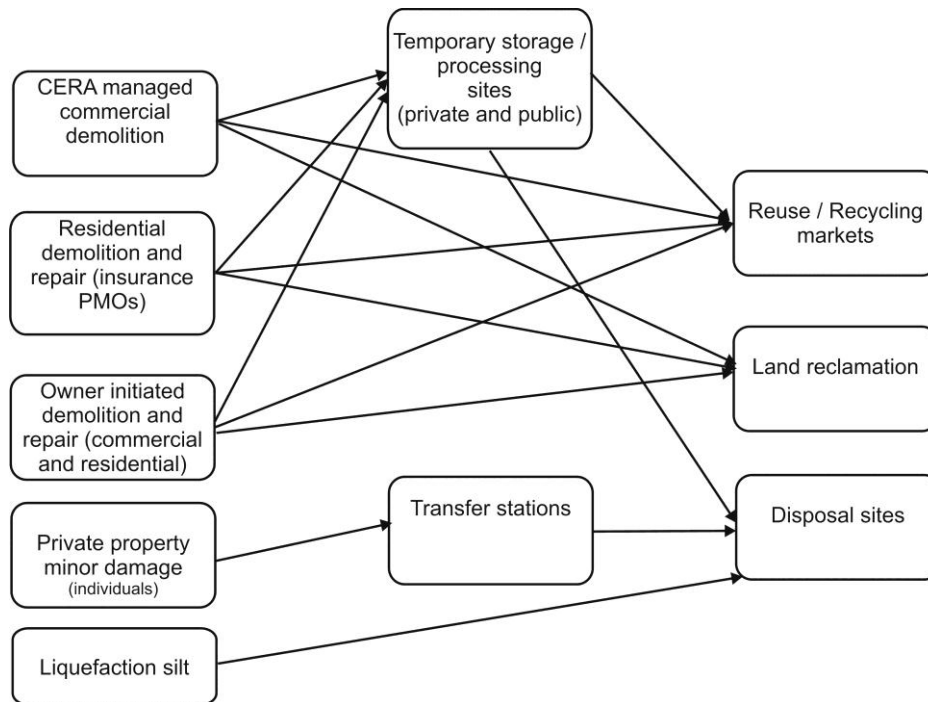 CERA managed
commercial
demolition
Residential
demolition and
repair (insurance
PMOs)
Owner initiated
demolition and
repair (commercial
and residential)
Private property
minor damage
(individuals)
Liquefaction silt
Temporary storage /
processing
sites
(private and public)
Transfer stations
Reuse / Recycling
markets
Land reclamation
Disposal sites